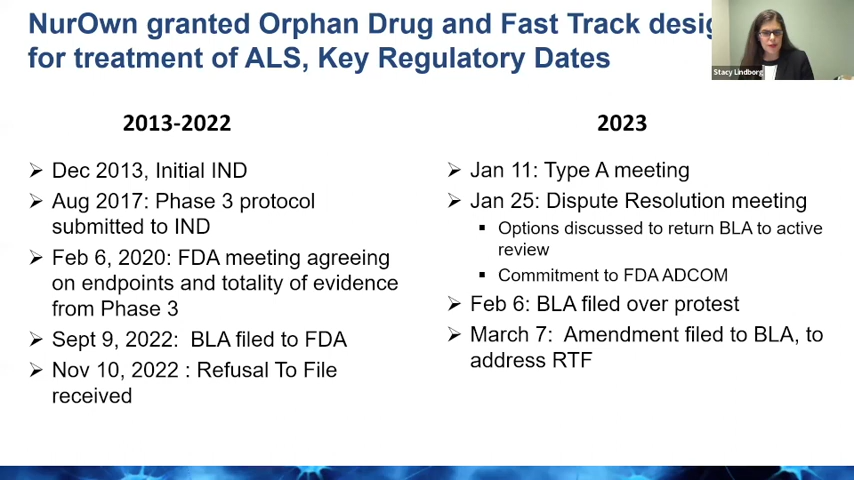 NurOwn granted Orphan Drug and Fast Track
for treatment of ALS, Key Regulatory Dates
Stacy Lindborg
2013-2022
Dec 2013, Initial IND
Aug 2017: Phase 3 protocol
submitted to IND
Feb 6, 2020: FDA meeting agreeing
on endpoints and totality of evidence
from Phase 3
Sept 9, 2022: BLA filed to FDA
Nov 10, 2022 : Refusal To File
received
2023
Jan 11: Type A meeting
Jan 25: Dispute Resolution meeting
Options discussed to return BLA to active
review
Commitment to FDA ADCOM
Feb 6: BLA filed over protest
March 7: Amendment filed to BLA, to
address RTF